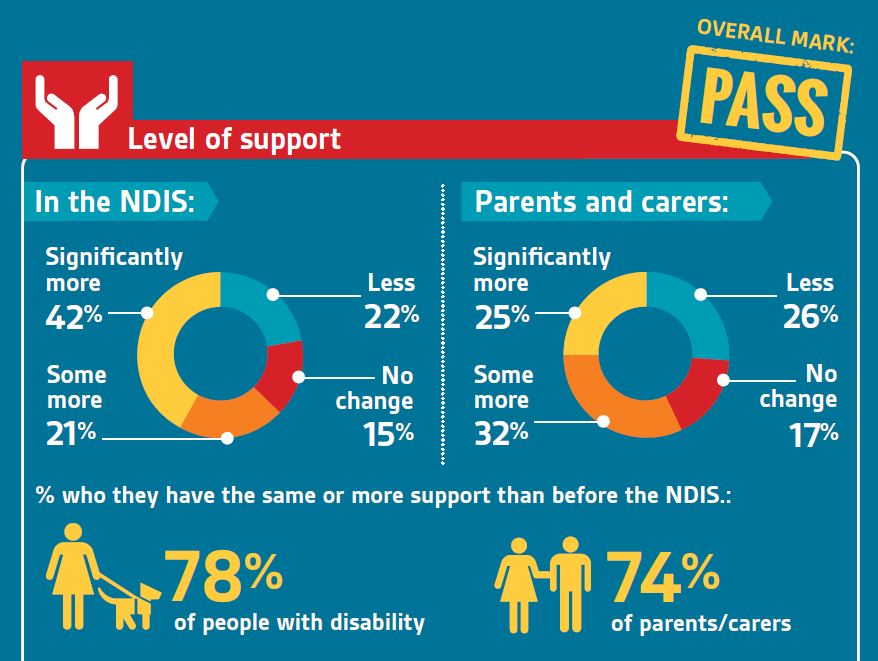 OVERALL MARK:
PASS
Level of support
In the NDIS:
Significantly
more
42%
Less
22%
Some
more
21%
No
change
15%
Parents and carers:
Significantly
more
25%
Less
26%
Some
more
32%
No
change
17%
% who they have the same or more support than before the NDIS.:
78%
of people with disability
74%
of parents/carers